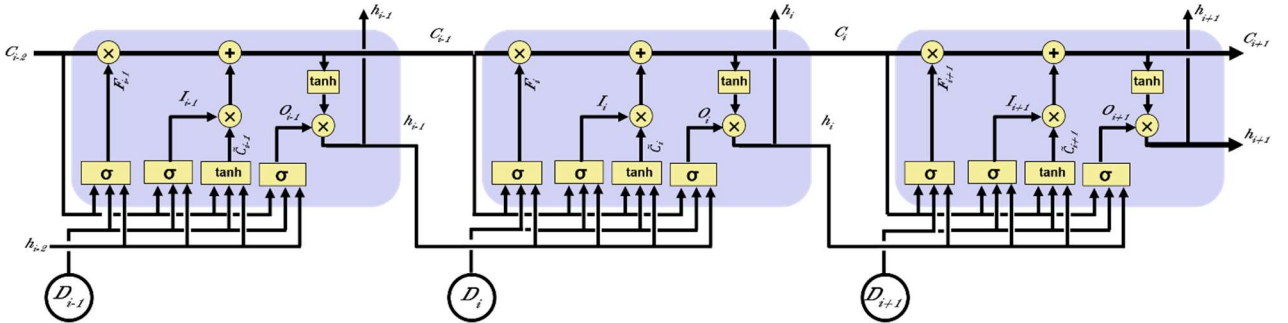 h_{i-1} h_i h_{i+1}
C_{i-2} × + C_{i-1} × + C_i × + C_{i+1}
F_{i-1} tanh F_i tanh F_{i+1} tanh
I_{i-1} × O_{i-1} × h_{i-1} I_i × O_i × h_i I_{i+1} × O_{i+1} × h_{i+1}
C̃_{i-1} C̃_i C̃_{i+1}
σ σ tanh σ σ σ tanh σ σ σ tanh σ
h_{i-2}
D_{i-1} D_i D_{i+1}